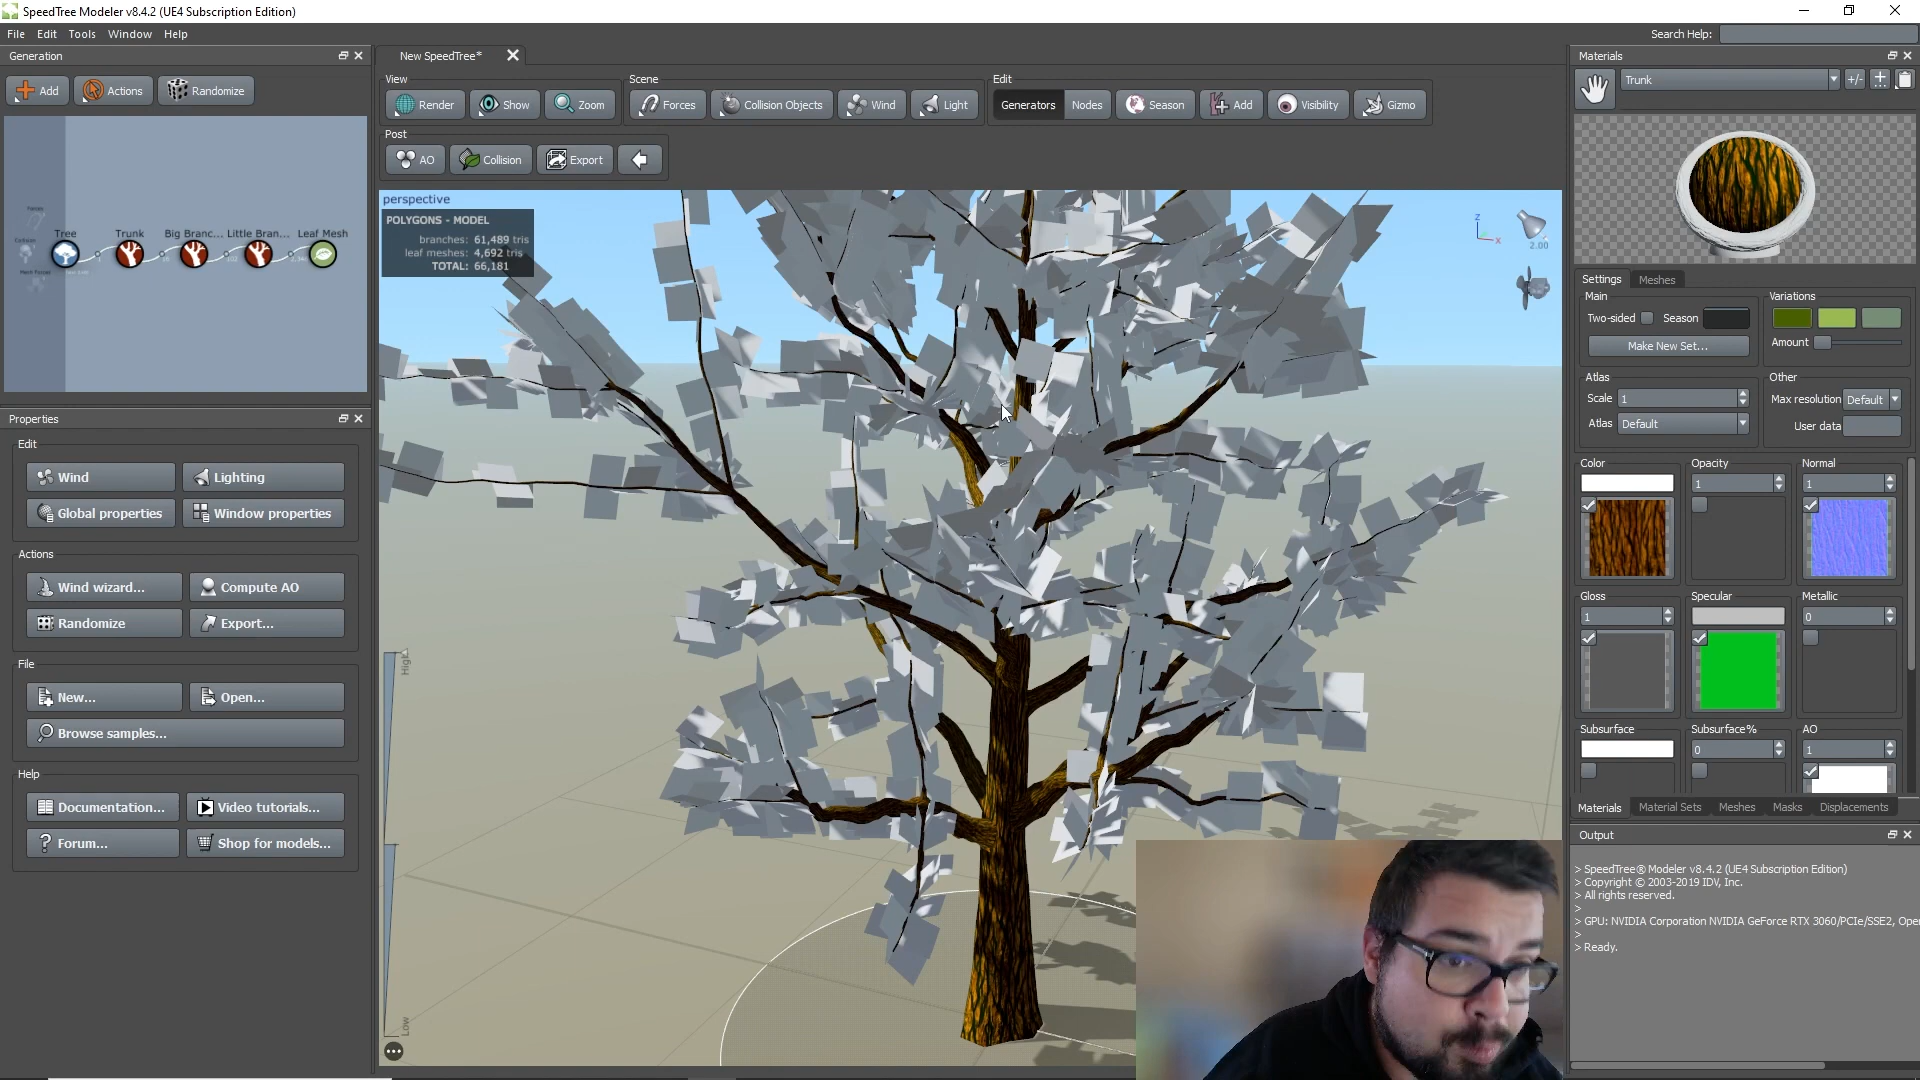 SpeedTree Modeler v8.4.2 (UE4 Subscription Edition)
File Edit Tools Window Help
Search Help:
Generation
Add Actions Randomize
Tree Trunk Big Branc... Little Bran... Leaf Mesh
Properties
Edit
Wind Lighting
Global properties Window properties
Actions
Wind wizard... Compute AO
Randomize Export...
File
New... Open...
Browse samples...
Help
Documentation... Video tutorials...
Forum... Shop for models...
New SpeedTree*
View Scene Edit
Render Show Zoom Forces Collision Objects Wind Light Generators Nodes Season Add Visibility Gizmo
Post
AO Collision Export
perspective
POLYGONS - MODEL
branches: 61,489 tris
leaf meshes: 4,692 tris
TOTAL: 66,181
Z
X
2.00
High
Low
Materials
Trunk
+/-
Settings Meshes
Main Variations
Two-sided Season
Make New Set... Amount
Atlas Other
Scale 1 Max resolution Default
Atlas Default User data
Color Opacity Normal
1 1
Gloss Specular Metallic
1 0
Subsurface Subsurface% AO
0 1
Materials Material Sets Meshes Masks Displacements
Output
> SpeedTree® Modeler v8.4.2 (UE4 Subscription Edition)
> Copyright © 2003-2019 IDV, Inc.
> All rights reserved.
>
> GPU: NVIDIA Corporation NVIDIA GeForce RTX 3060/PCIe/SSE2, Ope
>
> Ready.